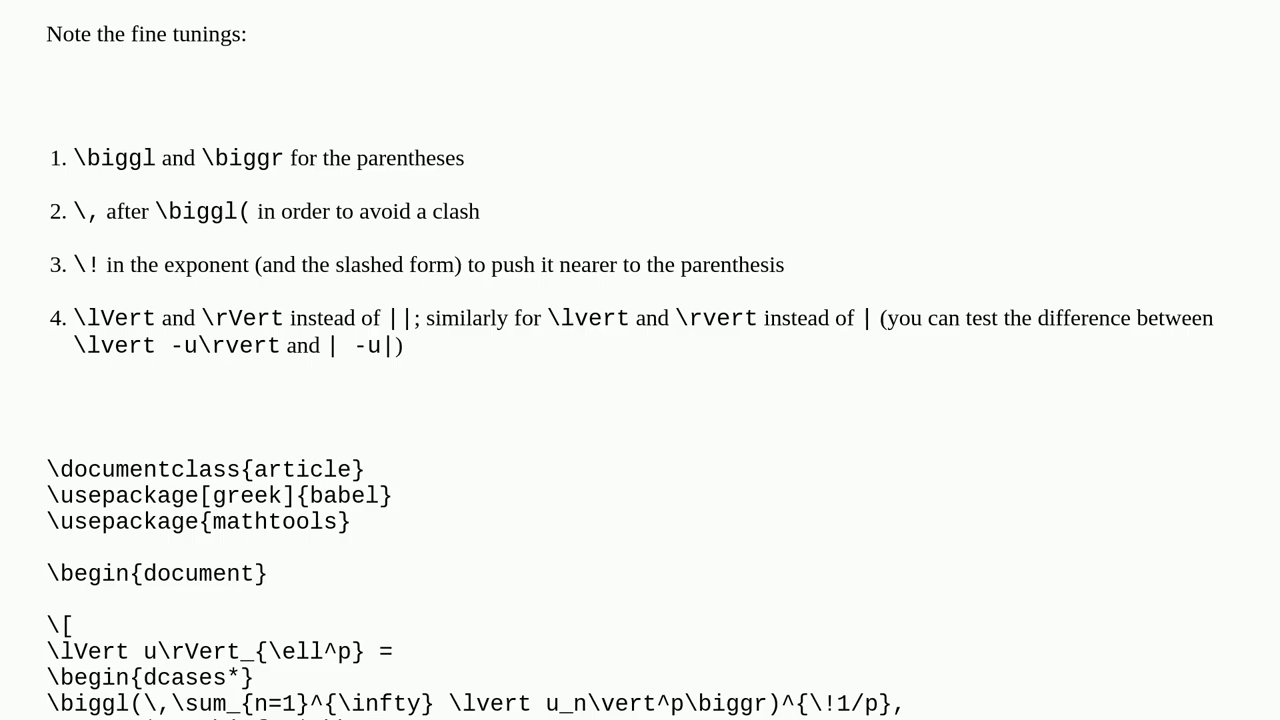 Note the fine tunings:
1. \biggl and \biggr for the parentheses
2. \, after \biggl( in order to avoid a clash
3. \! in the exponent (and the slashed form) to push it nearer to the parenthesis
4. \lVert and \rVert instead of ||; similarly for \lvert and \rvert instead of | (you can test the difference between
\lvert -u\rvert and | -u|)
\documentclass{article}
\usepackage[greek]{babel}
\usepackage{mathtools}
\begin{document}
\[
\lVert u\rVert_{\ell^p} =
\begin{dcases*}
\biggl(\,\sum_{n=1}^{\infty} \lvert u_n\vert^p\biggr)^{\!1/p},